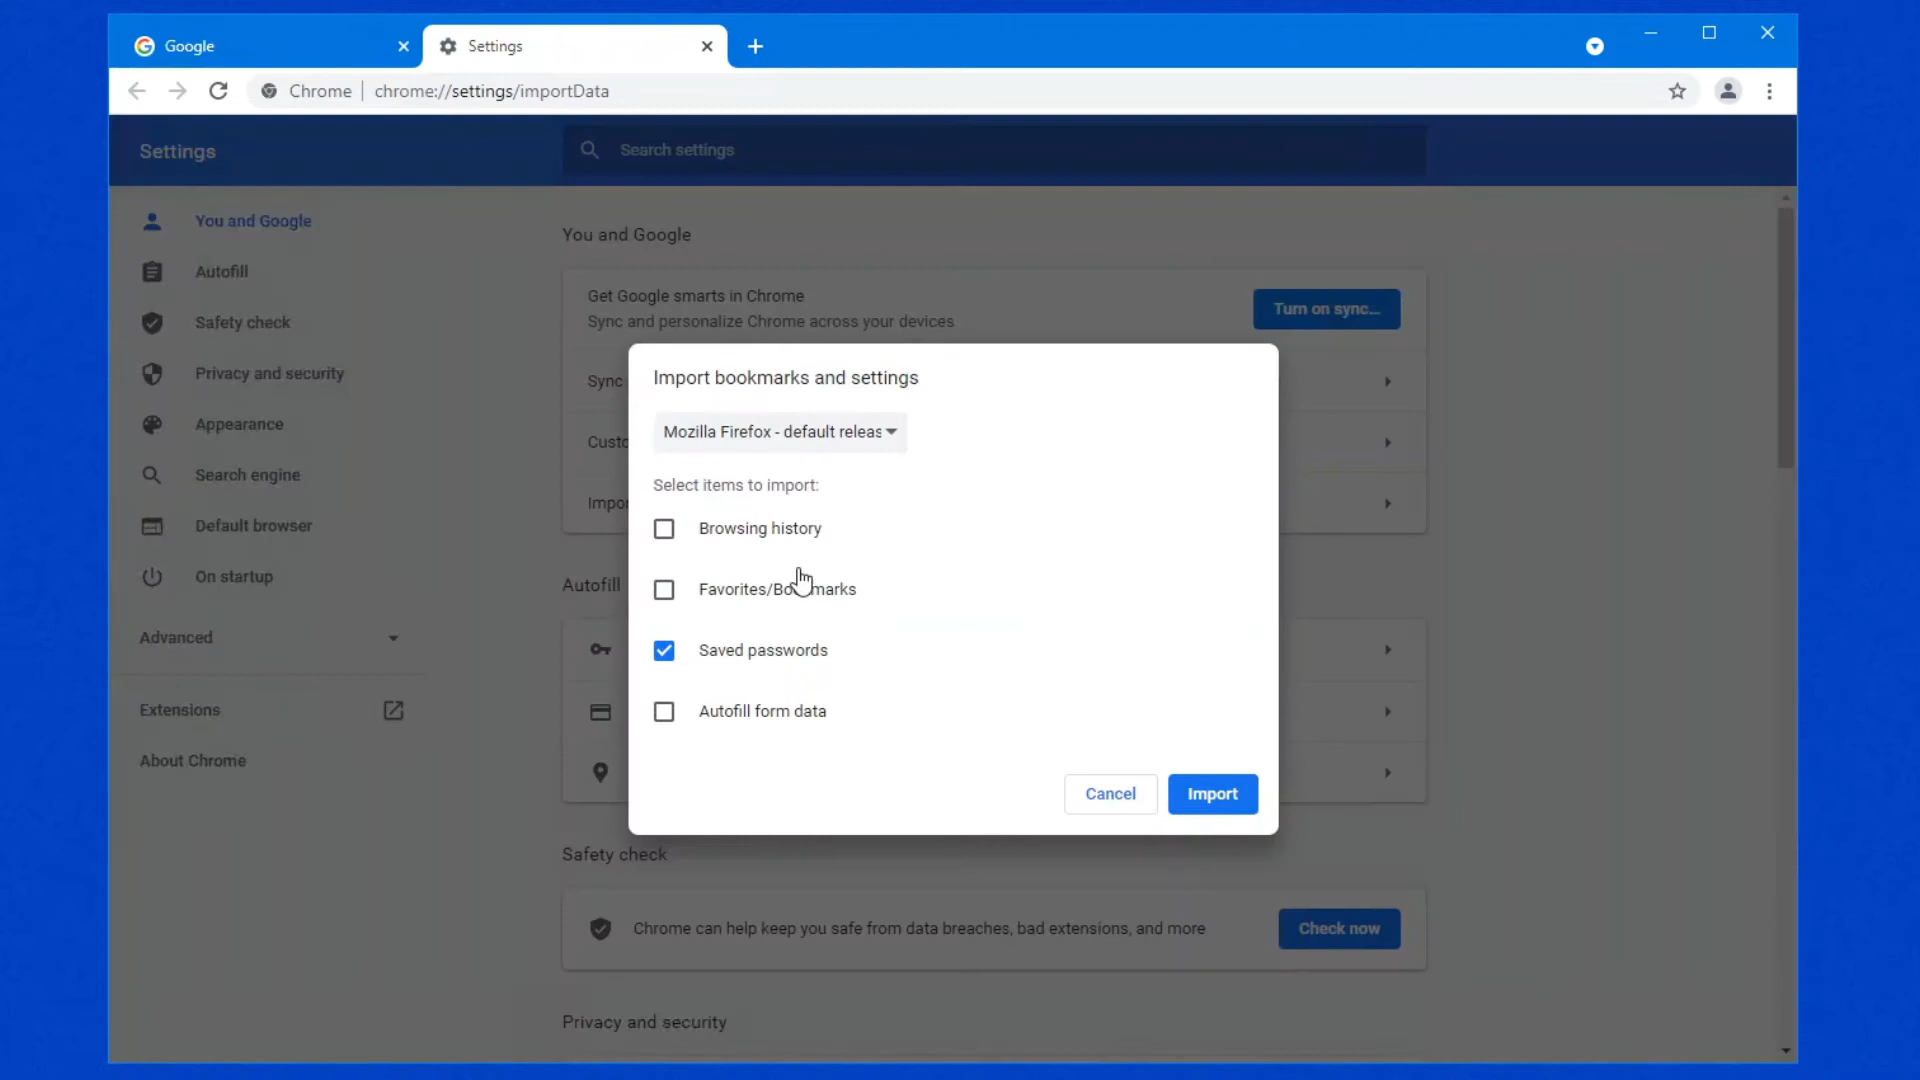 Google
Settings
Chrome
chrome://settings/importData
Settings
Search settings
You and Google
Autofill
Safety check
Privacy and security
Appearance
Search engine
Default browser
On startup
Advanced
Extensions
About Chrome
You and Google
Get Google smarts in Chrome
Sync and personalize Chrome across your devices
Turn on sync...
Sync
Import bookmarks and settings
Mozilla Firefox - default releas
Select items to import:
Browsing history
Favorites/Bookmarks
Saved passwords
Autofill form data
Cancel
Import
Autofill
Safety check
Chrome can help keep you safe from data breaches, bad extensions, and more
Check now
Privacy and security